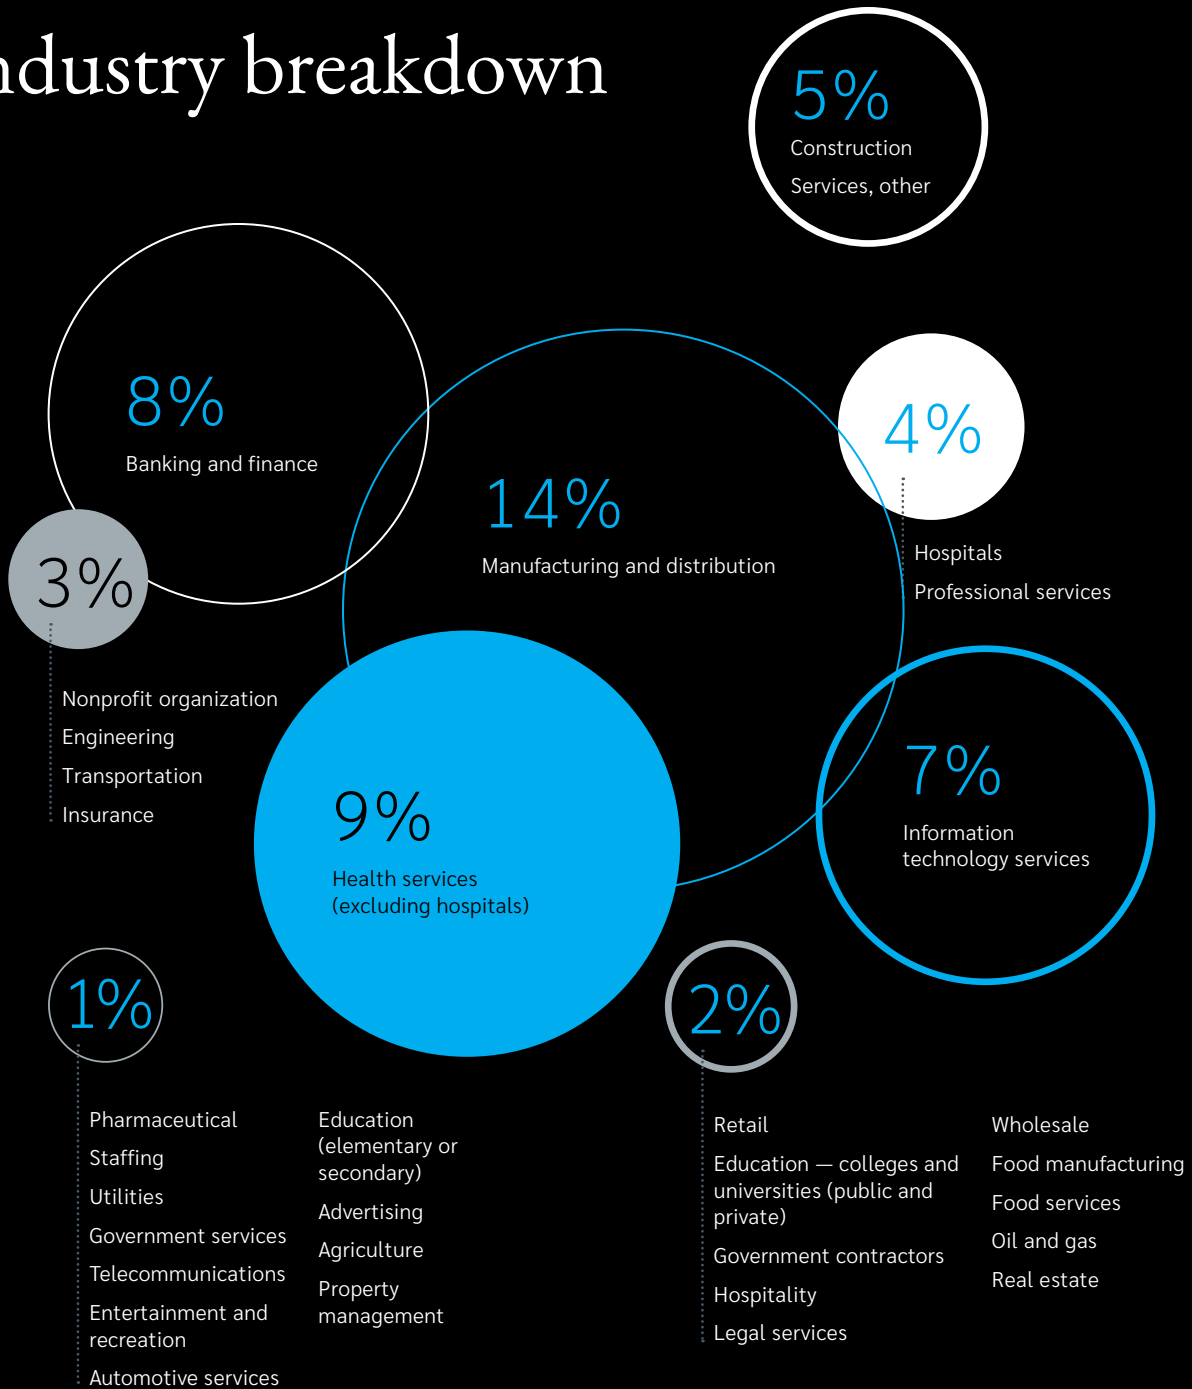 ndustry breakdown
5%
Construction
Services, other
8%
Banking and finance
14%
Manufacturing and distribution
4%
Hospitals
Professional services
3%
Nonprofit organization
Engineering
Transportation
Insurance
9%
Health services
(excluding hospitals)
7%
Information
technology services
1%
Pharmaceutical
Staffing
Utilities
Government services
Telecommunications
Entertainment and
recreation
Automotive services
Education
(elementary or
secondary)
Advertising
Agriculture
Property
management
2%
Retail
Education — colleges and
universities (public and
private)
Government contractors
Hospitality
Legal services
Wholesale
Food manufacturing
Food services
Oil and gas
Real estate